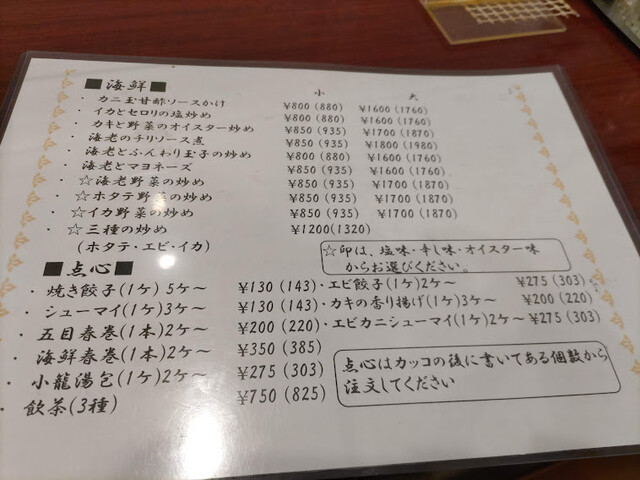 ■海鮮■ 小 大
・カニ玉甘酢ソースかけ ¥800(880) ¥1600(1760)
・イカとセロリの塩炒め ¥800(880) ¥1600(1760)
・カキと野菜のオイスター炒め ¥850(935) ¥1700(1870)
・海老のチリソース煮 ¥850(935) ¥1800(1980)
・海老とふんわり玉子の炒め ¥800(880) ¥1600(1760)
・海老とマヨネーズ ¥850(935) ¥1600(1760)
・☆海老野菜の炒め ¥850(935) ¥1700(1870)
・☆ホタテ野菜の炒め ¥850(935) ¥1700(1870)
・☆イカ野菜の炒め ¥850(935) ¥1700(1870)
・☆三種の炒め ¥1200(1320)
(ホタテ・エビ・イカ)
☆印は、塩味・辛し味・オイスター味
からお選びください。
■点心■
・焼き餃子(1ケ)5ケ〜 ¥130(143)
・シューマイ(1ケ)3ケ〜 ¥130(143)
・五目春巻(1本)2ケ〜 ¥200(220)
・海鮮春巻(1本)2ケ〜 ¥350(385)
・小籠湯包(1ケ)2ケ〜 ¥275(303)
・飲茶(3種) ¥750(825)
・エビ餃子(1ケ)2ケ〜 ¥275(303)
・カキの香り揚げ(1ケ)3ケ〜 ¥200(220)
・エビカニシューマイ(1ケ)2ケ〜 ¥275(303)
点心はカッコの後に書いてある個数から
注文してください